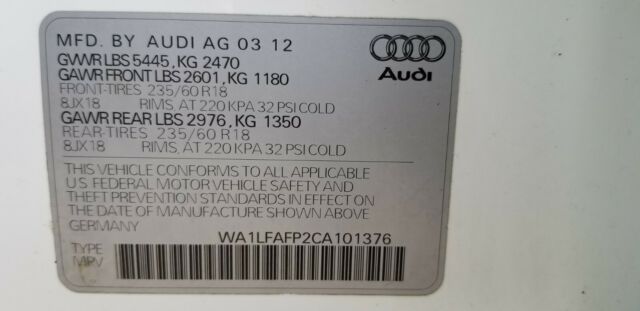 MFD. BY AUDI AG 03 12
GVWR LBS 5445, KG 2470
GAWR FRONT LBS 2601, KG 1180
FRONT-TIRES 235/60 R18
8JX18 RIMS, AT 220 KPA 32 PSI COLD
GAWR REAR LBS 2976, KG 1350
REAR-TIRES 235/60 R18
8JX18 RIMS, AT 220 KPA 32 PSI COLD
Audi
THIS VEHICLE CONFORMS TO ALL APPLICABLE
U.S. FEDERAL MOTOR VEHICLE SAFETY AND
THEFT PREVENTION STANDARDS IN EFFECT ON
THE DATE OF MANUFACTURE SHOWN ABOVE.
GERMANY
WA1LFAFP2CA101376
TYPE
MPV